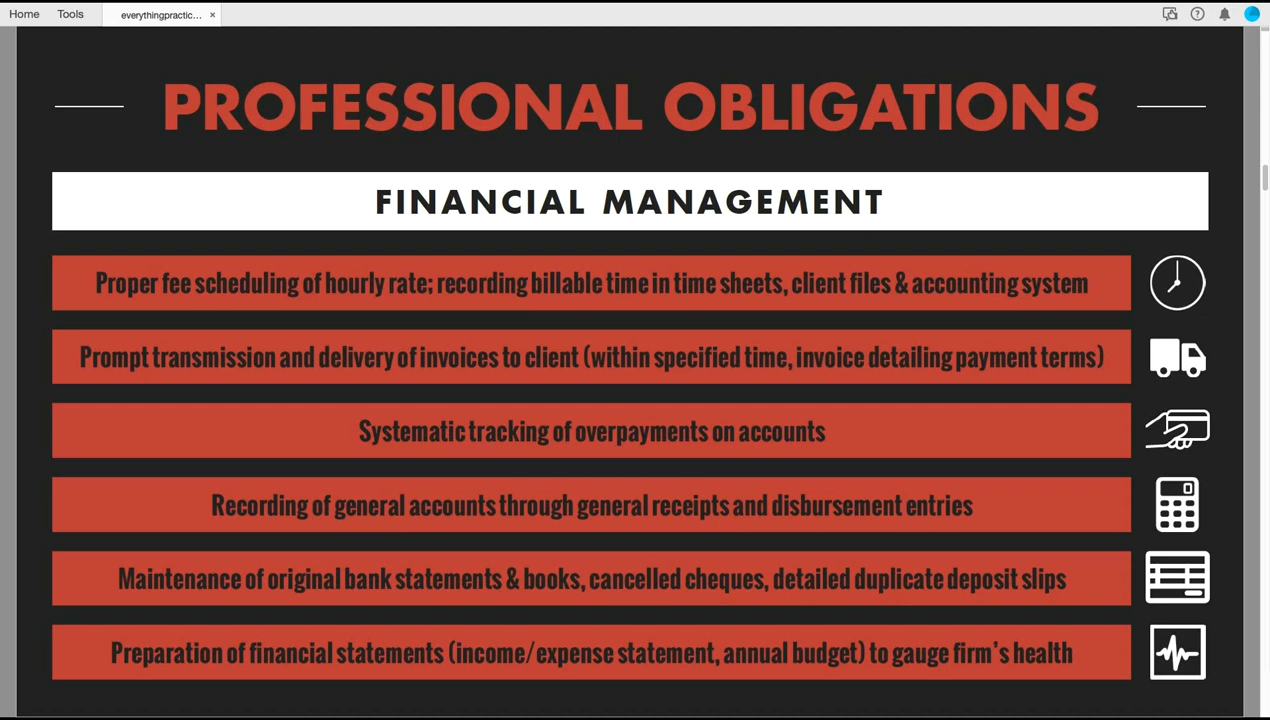 Home Tools everythingpractic... ×
PROFESSIONAL OBLIGATIONS
FINANCIAL MANAGEMENT
Proper fee scheduling of hourly rate; recording billable time in time sheets, client files & accounting system
Prompt transmission and delivery of invoices to client (within specified time, invoice detailing payment terms)
Systematic tracking of overpayments on accounts
Recording of general accounts through general receipts and disbursement entries
Maintenance of original bank statements & books, cancelled cheques, detailed duplicate deposit slips
Preparation of financial statements (income/expense statement, annual budget) to gauge firm's health